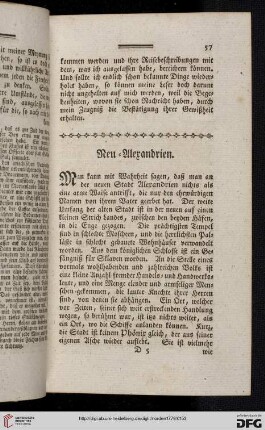 57
kommen werden und ihre Reisebeschreibungen mit
dem, was ich ausgelassen habe, bereichern können.
Und sollte ich endlich schon bekannte Dinge wieder-
holet haben, so können meine Leser doch darum
nicht ungehalten auf mich werden, weil die Bege-
benheiten, wovon sie schon Nachricht haben, durch
mein Zeugniß die Bestätigung ihrer Gewißheit
erhalten.
Neu-Alexandrien.
Man kann mit Wahrheit sagen, daß man an
der neuen Stadt Alexandrien nichts als
eine arme Waise antrifft, die nur den ehrwürdigen
Namen von ihrem Vater geerbet hat. Der weite
Umfang der alten Stadt ist in der neuen auf einen
kleinen Strich Landes, zwischen den beyden Häfen,
in die Enge gezogen. Die prächtigsten Tempel
sind in schlechte Moscheen, und die herrlichsten Pal-
läste in schlecht gebaute Wohnhäuser verwandelt
worden. Aus dem königlichen Schlosse ist ein Ge-
fängniß für Sklaven worden. An die Stelle eines
vormals wohlhabenden und zahlreichen Volks ist
eine kleine Anzahl fremder Handels- und Handwerks-
leute, und eine Menge elender und armseliger Men-
schen gekommen, die lauter Knechte ihrer Herren
sind, von denen sie abhängen. Ein Ort, welcher
vor Zeiten, seiner sich weit erstreckenden Handlung
wegen, so berühmt war, ist itzo nichts weiter, als
ein Ort, wo die Schiffe anlanden können. Kurz,
die Stadt ist keinem Phönix gleich, der aus seiner
eigenen Asche wieder auflebt. Sie ist vielmehr
D 5
wie
UNIVERSITÄTS-
BIBLIOTHEK
HEIDELBERG
DFG